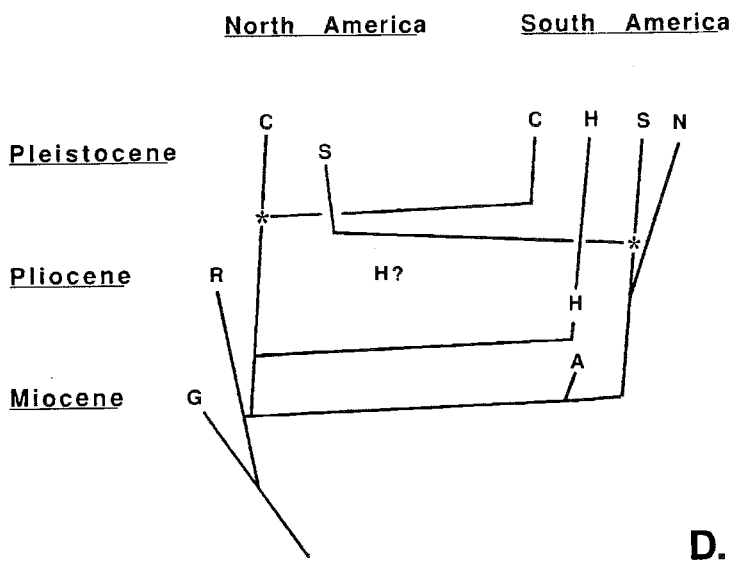 North America South America
C C H S N
Pleistocene S
* *
Pliocene R H?
H
A
Miocene G
D.